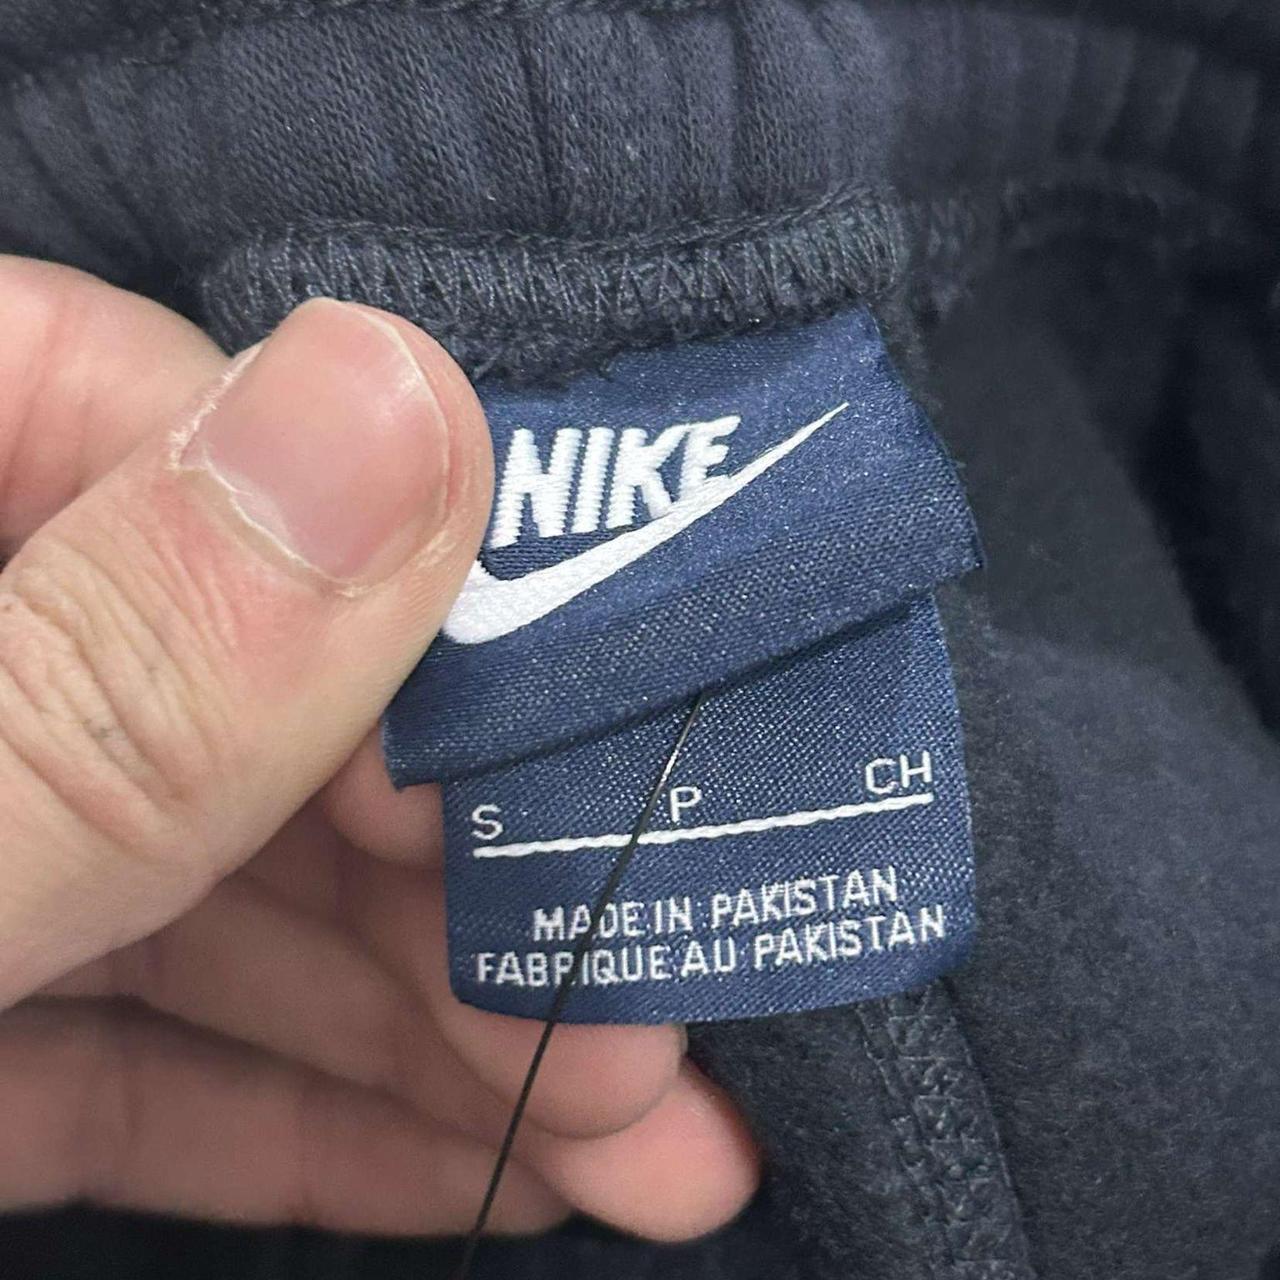 NIKE
S P CH
MADE IN PAKISTAN
FABRIQUE AU PAKISTAN